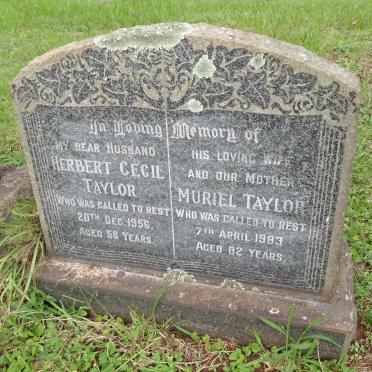 In Loving Memory of
My Dear Husband
Herbert Cecil
Taylor
Who was called to rest
20th Dec. 1956.
Aged 58 Years.
His Loving Wife
and Our Mother
Muriel Taylor
Who was called to rest
7th April 1983
Aged 82 Years.